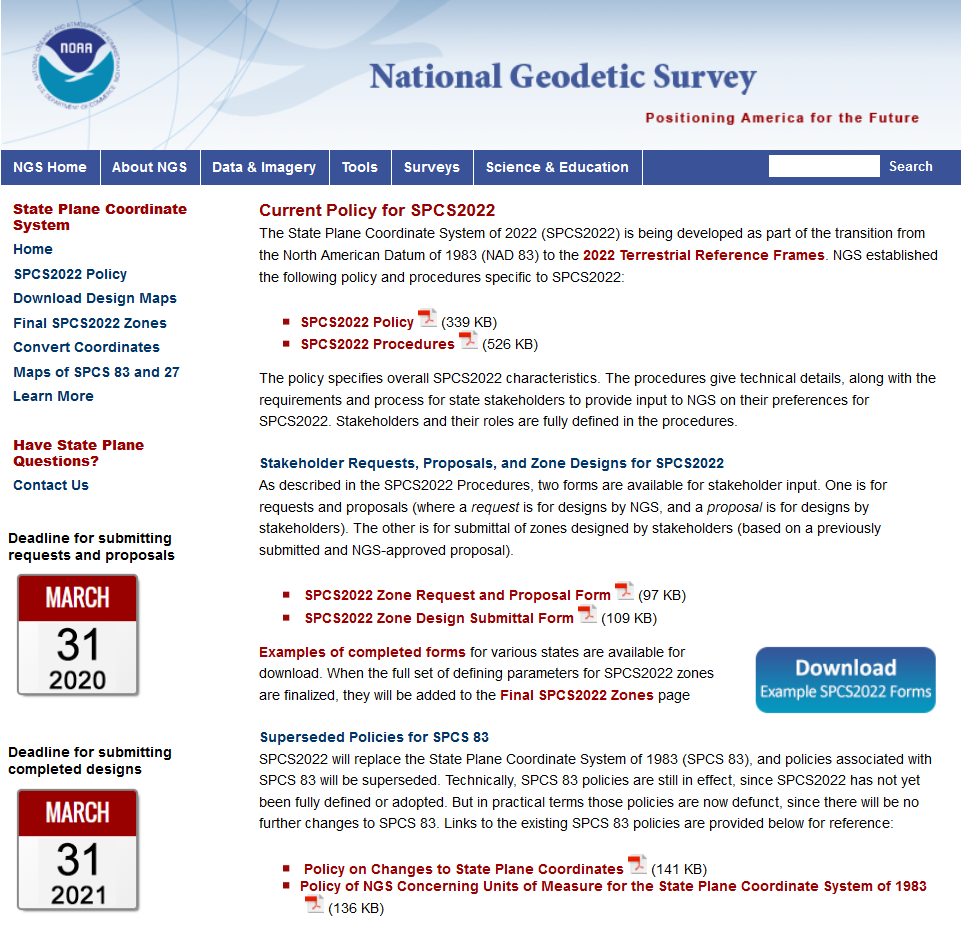 NATIONAL OCEANIC AND ATMOSPHERIC ADMINISTRATION
NOAA
U.S. DEPARTMENT OF COMMERCE
National Geodetic Survey
Positioning America for the Future
NGS Home
About NGS
Data & Imagery
Tools
Surveys
Science & Education
Search
State Plane Coordinate
System
Home
SPCS2022 Policy
Download Design Maps
Final SPCS2022 Zones
Convert Coordinates
Maps of SPCS 83 and 27
Learn More
Have State Plane
Questions?
Contact Us
Deadline for submitting
requests and proposals
MARCH
31
2020
Deadline for submitting
completed designs
MARCH
31
2021
Current Policy for SPCS2022
The State Plane Coordinate System of 2022 (SPCS2022) is being developed as part of the transition from
the North American Datum of 1983 (NAD 83) to the 2022 Terrestrial Reference Frames. NGS established
the following policy and procedures specific to SPCS2022:
SPCS2022 Policy (339 KB)
SPCS2022 Procedures (526 KB)
The policy specifies overall SPCS2022 characteristics. The procedures give technical details, along with the
requirements and process for state stakeholders to provide input to NGS on their preferences for
SPCS2022. Stakeholders and their roles are fully defined in the procedures.
Stakeholder Requests, Proposals, and Zone Designs for SPCS2022
As described in the SPCS2022 Procedures, two forms are available for stakeholder input. One is for
requests and proposals (where a request is for designs by NGS, and a proposal is for designs by
stakeholders). The other is for submittal of zones designed by stakeholders (based on a previously
submitted and NGS-approved proposal).
SPCS2022 Zone Request and Proposal Form (97 KB)
SPCS2022 Zone Design Submittal Form (109 KB)
Examples of completed forms for various states are available for
download. When the full set of defining parameters for SPCS2022 zones
are finalized, they will be added to the Final SPCS2022 Zones page
Download
Example SPCS2022 Forms
Superseded Policies for SPCS 83
SPCS2022 will replace the State Plane Coordinate System of 1983 (SPCS 83), and policies associated with
SPCS 83 will be superseded. Technically, SPCS 83 policies are still in effect, since SPCS2022 has not yet
been fully defined or adopted. But in practical terms those policies are now defunct, since there will be no
further changes to SPCS 83. Links to the existing SPCS 83 policies are provided below for reference:
Policy on Changes to State Plane Coordinates (141 KB)
Policy of NGS Concerning Units of Measure for the State Plane Coordinate System of 1983
(136 KB)